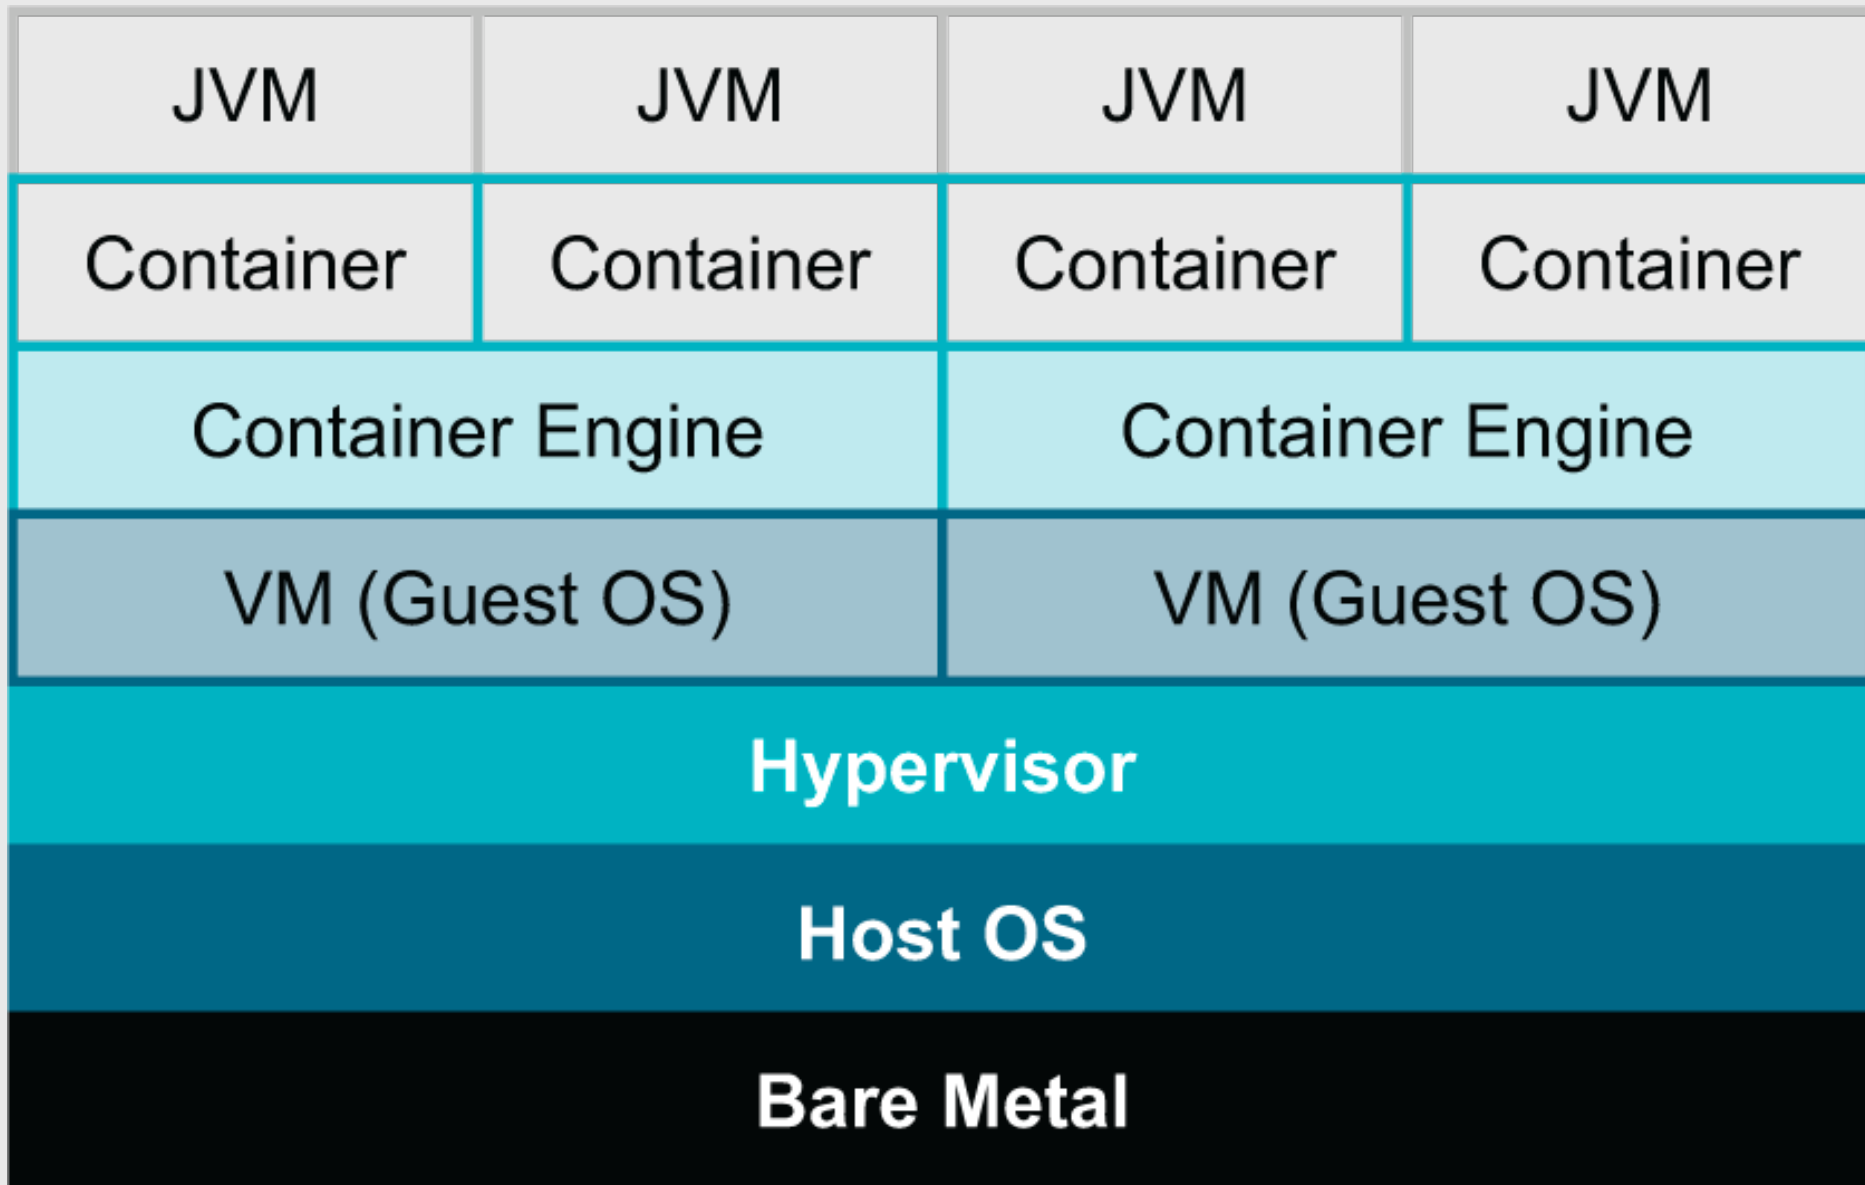 JVM JVM JVM JVM
Container Container Container Container
Container Engine Container Engine
VM (Guest OS) VM (Guest OS)
Hypervisor
Host OS
Bare Metal